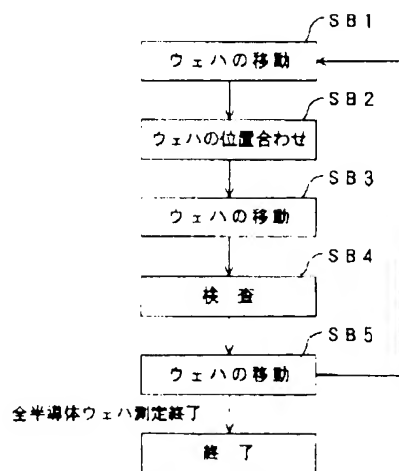 SB1
ウェハの移動
SB2
ウェハの位置合わせ
SB3
ウェハの移動
SB4
検 査
SB5
ウェハの移動
全半導体ウェハ測定終了
終 了